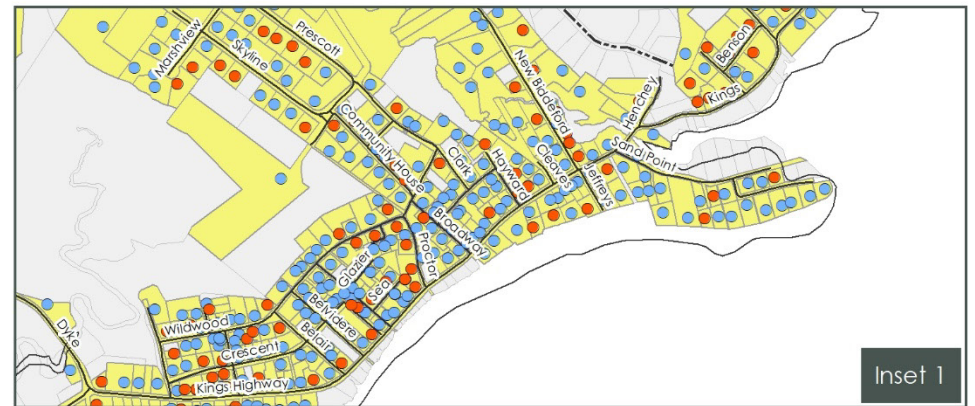 Prescott
Marshview
Skyline
Benson
New Biddeford
Henchey
Kings
Community House
Sand Point
Clark
Hayward
Cleaves
Jeffreys
Broadway
Proctor
Glazier
Sea
Belvidere
Belair
Wildwood
Dyke
Crescent
Kings Highway
Inset 1